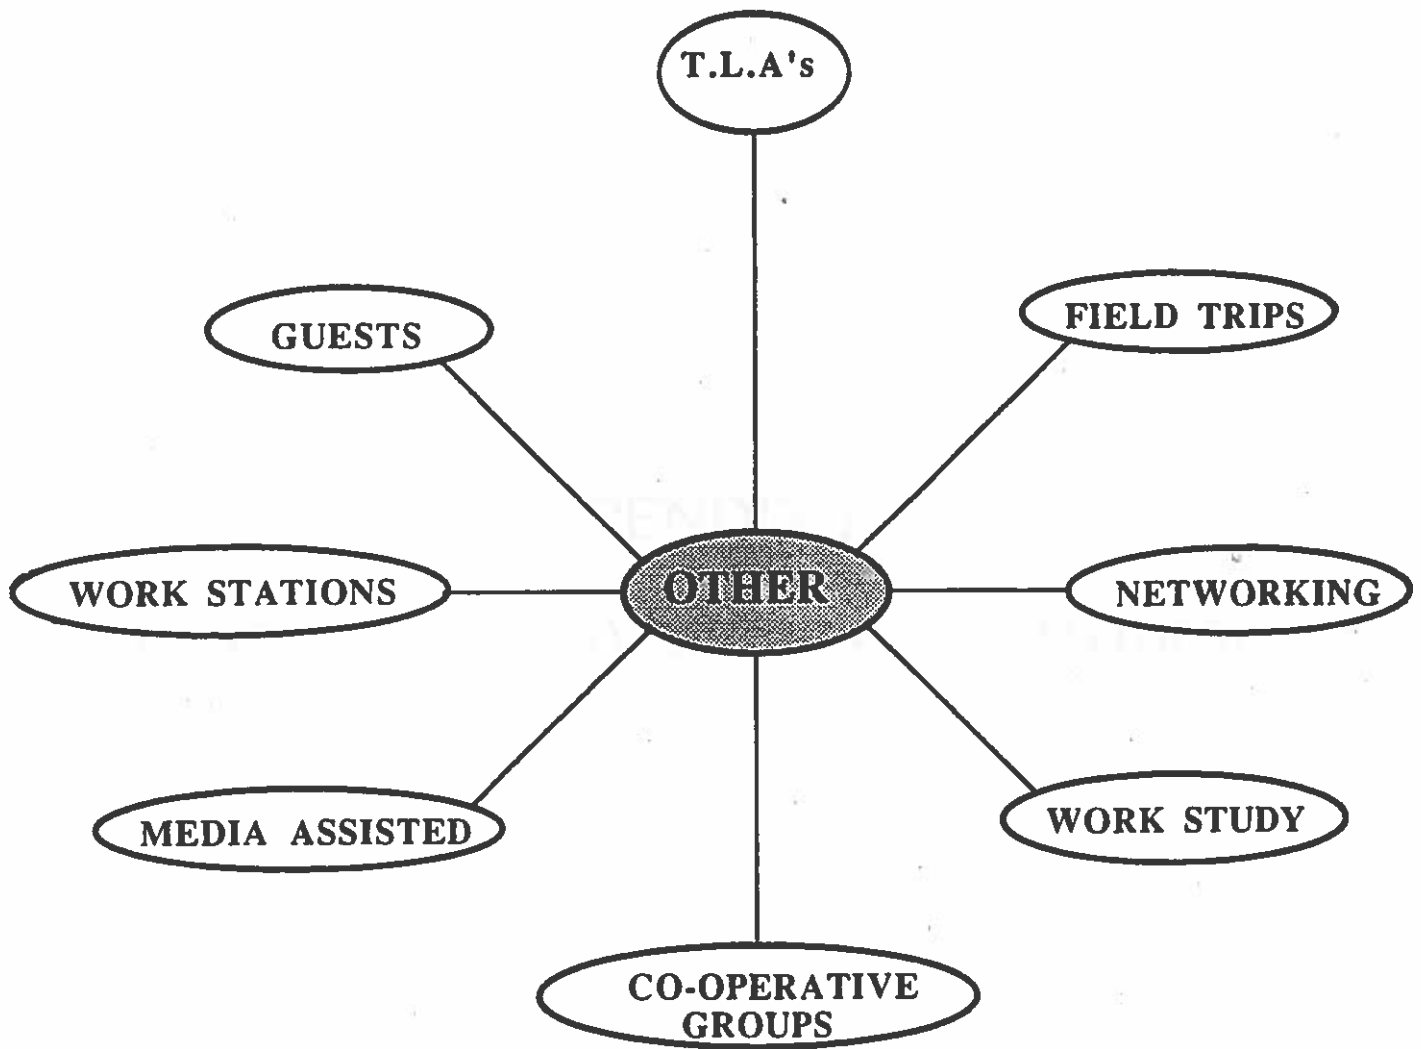 T.L.A's
GUESTS
FIELD TRIPS
WORK STATIONS
OTHER
NETWORKING
MEDIA ASSISTED
WORK STUDY
CO-OPERATIVE
GROUPS